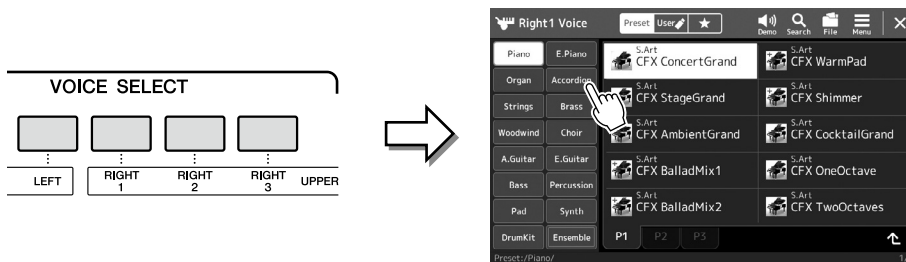 VOICE SELECT
LEFT
RIGHT 1
RIGHT 2
RIGHT 3
UPPER
Right1 Voice
Preset
User
Demo
Search
File
Menu
Piano
E.Piano
Organ
Accordion
Strings
Brass
Woodwind
Choir
A.Guitar
E.Guitar
Bass
Percussion
Pad
Synth
DrumKit
Ensemble
S.Art
CFX ConcertGrand
S.Art
CFX WarmPad
S.Art
CFX StageGrand
S.Art
CFX Shimmer
S.Art
CFX AmbientGrand
S.Art
CFX CocktailGrand
S.Art
CFX BalladMix1
S.Art
CFX OneOctave
S.Art
CFX BalladMix2
S.Art
CFX TwoOctaves
P1
P2
P3
Preset:/Piano/